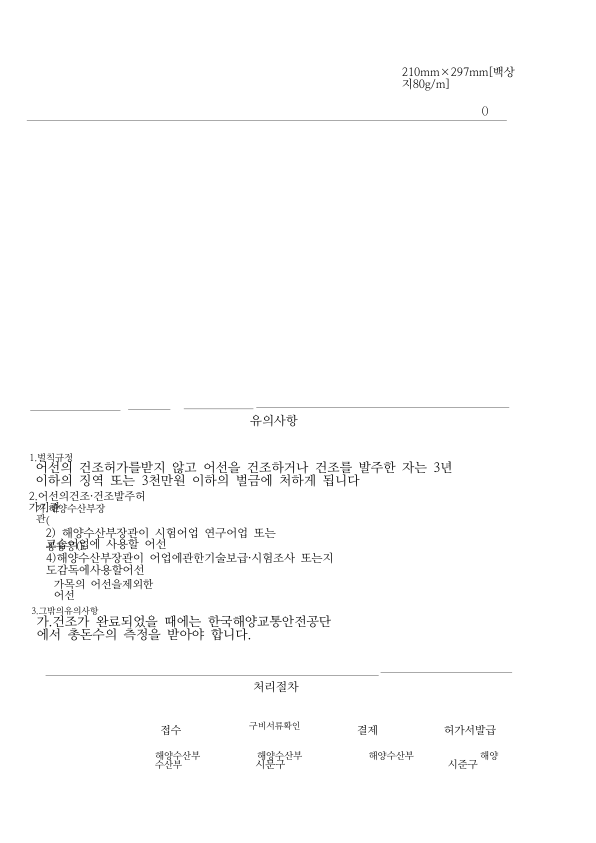 210mm×297mm[백상
지80g/m]
()
유의사항
1.벌칙규정
어선의 건조허가를받지 않고 어선을 건조하거나 건조를 발주한 자는 3년
이하의 징역 또는 3천만원 이하의 벌금에 처하게 됩니다
2.어선의건조·건조발주허
해양수산부장
관(
2) 해양수산부장관이 시험어업 연구어업 또는
교습어업에 사용할 어선
4)해양수산부장관이 어업에관한기술보급·시험조사 또는지
도감독에사용할어선
가목의 어선을제외한
어선
3.그밖의유의사항
가.건조가 완료되었을 때에는 한국해양교통안전공단
에서 총톤수의 측정을 받아야 합니다.
처리절차
접수 구비서류확인 결제 허가서발급
해양수산부 해양수산부 해양수산부 해양
수산부 시문구 시준구